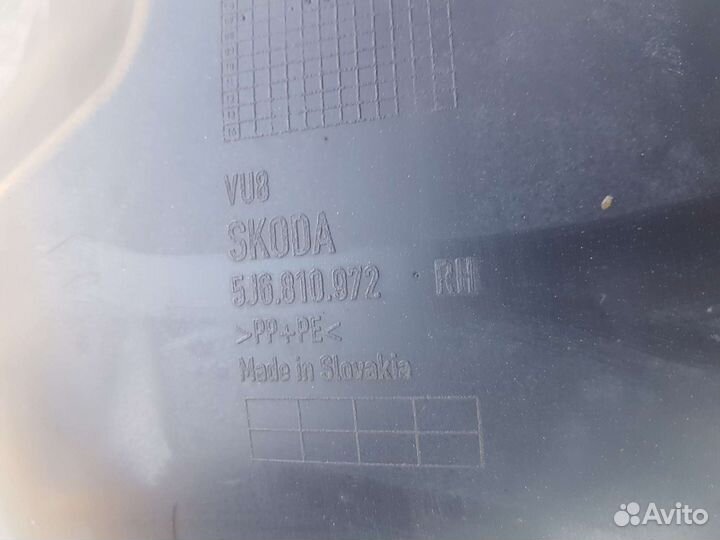 VU8
SKODA
5J6.810.972 RH
>PP+PE<
Made in Slovakia
Avito